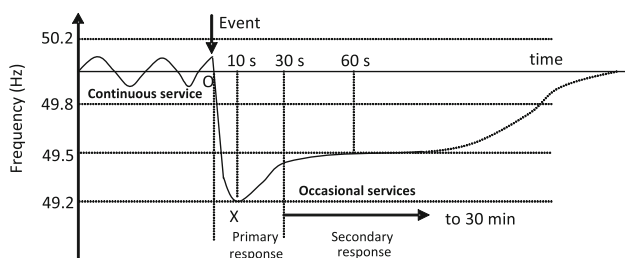 Event
50.2
10 s 30 s 60 s time
O
Continuous service
49.8
Frequency (Hz)
49.5
Occasional services
49.2
X
to 30 min
Primary response
Secondary response